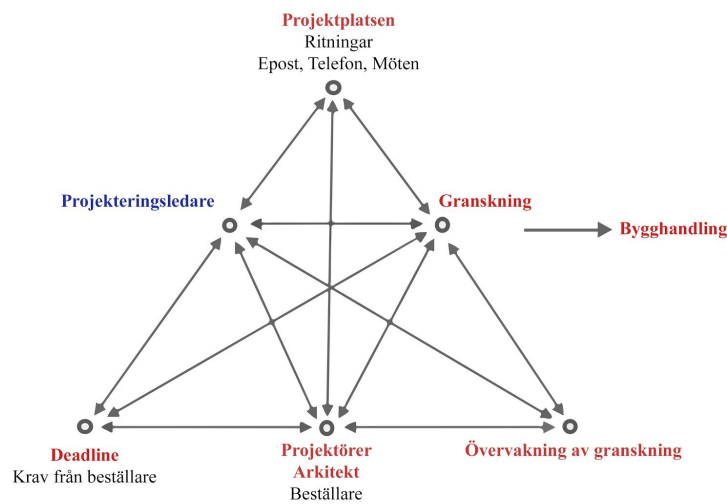 Projektplatsen
Ritningar
Epost, Telefon, Möten
Projekteringsledare
Granskning
Bygghandling
Deadline
Krav från beställare
Projektörer
Arkitekt
Beställare
Övervakning av granskning